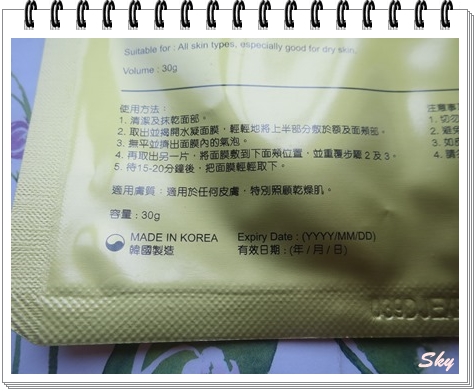 Suitable for : All skin types, especially good for dry skin.
Volume : 30g
使用方法：
1. 清潔及抹乾面部。
2. 取出並揭開水凝面膜，輕輕地將上半部分敷於額及面頰部。
3. 撫平並擠出面膜內的氣泡。
4. 再取出另一片，將面膜敷到下面頰位置，並重覆步驟 2 及 3。
5. 待15-20分鐘後，把面膜輕輕取下。
適用膚質：適用於任何皮膚，特別照顧乾燥肌。
容量：30g
MADE IN KOREA
韓國製造
Expiry Date : (YYYY/MM/DD)
有效日期：(年 / 月 / 日)
注意事
1. 切勿
2. 避免
3. 如
4. 請
Sky